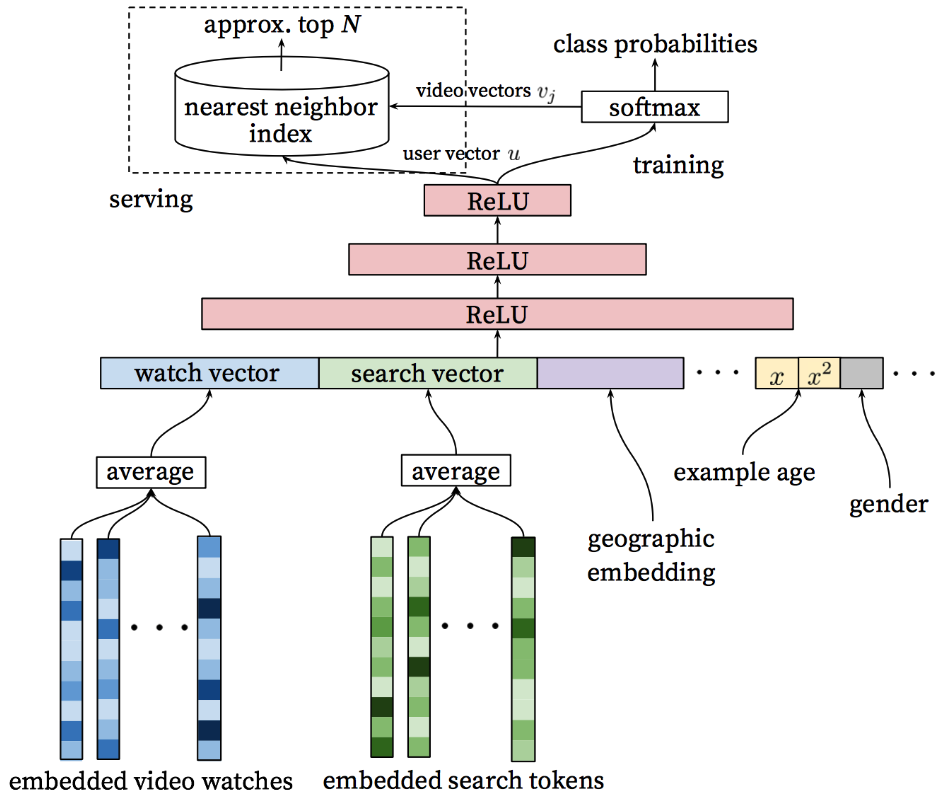 approx. top N
class probabilities
nearest neighbor
index
video vectors v_j
softmax
user vector u
training
serving
ReLU
ReLU
ReLU
watch vector
search vector
. . .
x
x²
. . .
average
average
example age
gender
geographic
embedding
. . .
. . .
embedded video watches
embedded search tokens